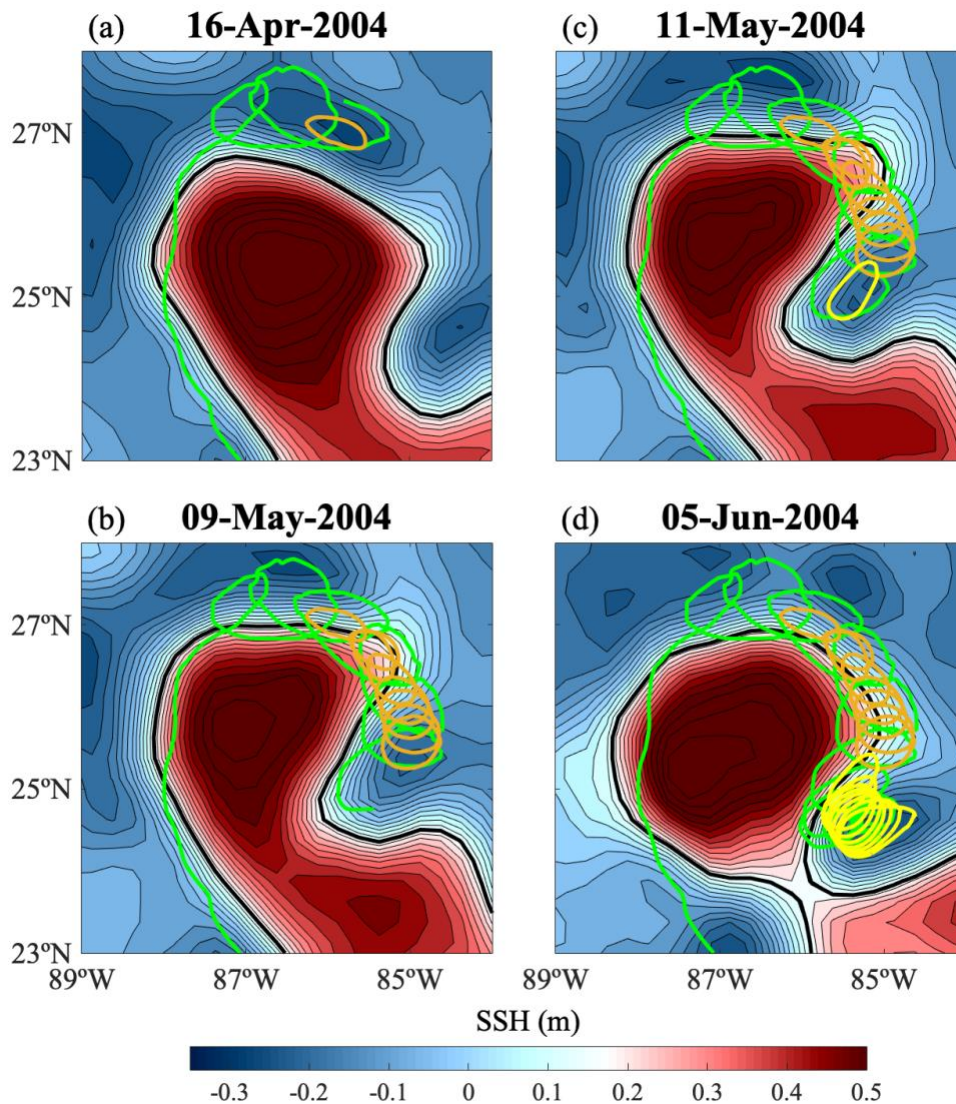 (a) 16-Apr-2004
(c) 11-May-2004
27ºN
25ºN
23ºN
(b) 09-May-2004
(d) 05-Jun-2004
27ºN
25ºN
23ºN
89ºW 87ºW 85ºW
89ºW 87ºW 85ºW
SSH (m)
-0.3 -0.2 -0.1 0 0.1 0.2 0.3 0.4 0.5